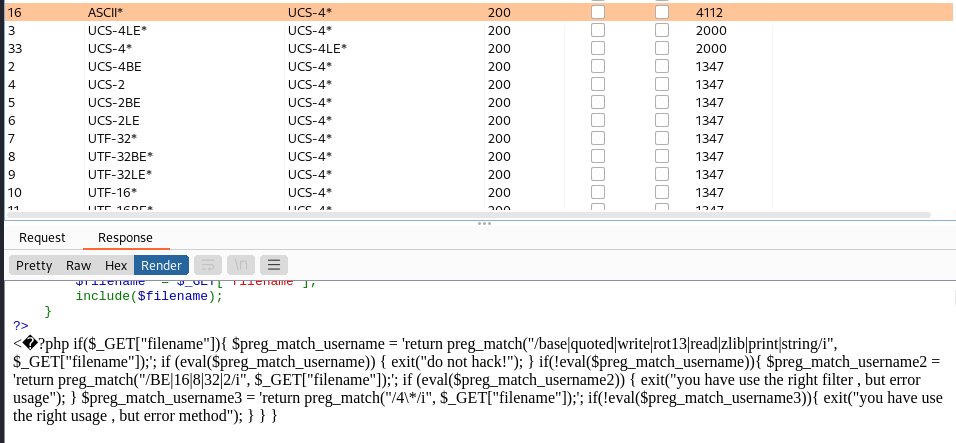 16 ASCII* UCS-4* 200 4112
3 UCS-4LE* UCS-4* 200 2000
33 UCS-4* UCS-4LE* 200 2000
2 UCS-4BE UCS-4* 200 1347
4 UCS-2 UCS-4* 200 1347
5 UCS-2BE UCS-4* 200 1347
6 UCS-2LE UCS-4* 200 1347
7 UTF-32* UCS-4* 200 1347
8 UTF-32BE* UCS-4* 200 1347
9 UTF-32LE* UCS-4* 200 1347
10 UTF-16* UCS-4* 200 1347
11 UTF-16BE* UCS-4* 200 1347
Request Response
Pretty Raw Hex Render \n
$filename = $_GET['filename'];
include($filename);
}
?>
<�?php if($_GET["filename"]){ $preg_match_username = 'return preg_match("/base|quoted|write|rot13|read|zlib|print|string/i",
$_GET["filename"]);'; if (eval($preg_match_username)) { exit("do not hack!"); } if(!eval($preg_match_username)){ $preg_match_username2 =
'return preg_match("/BE|16|8|32|2/i", $_GET["filename"]);'; if (eval($preg_match_username2)) { exit("you have use the right filter , but error
usage"); } $preg_match_username3 = 'return preg_match("/4\*/i", $_GET["filename"]);'; if(!eval($preg_match_username3)){ exit("you have use
the right usage , but error method"); } } }